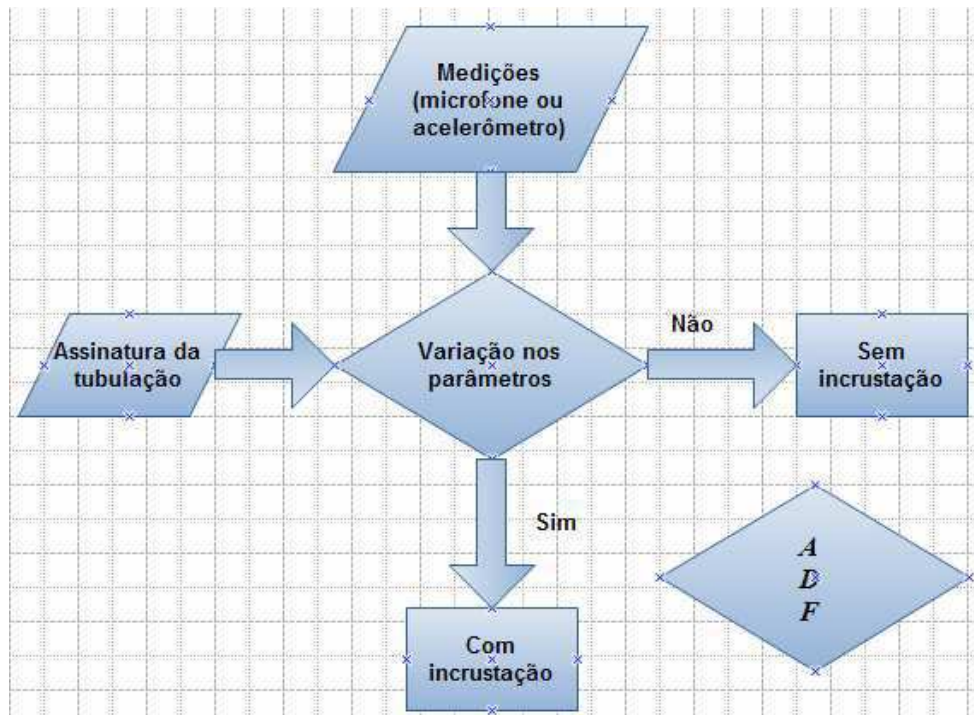 Medições
(microfone ou
acelerômetro)
Assinatura da
tubulação
Variação nos
parâmetros
Não
Sem
incrustação
Sim
Com
incrustação
A
D
F